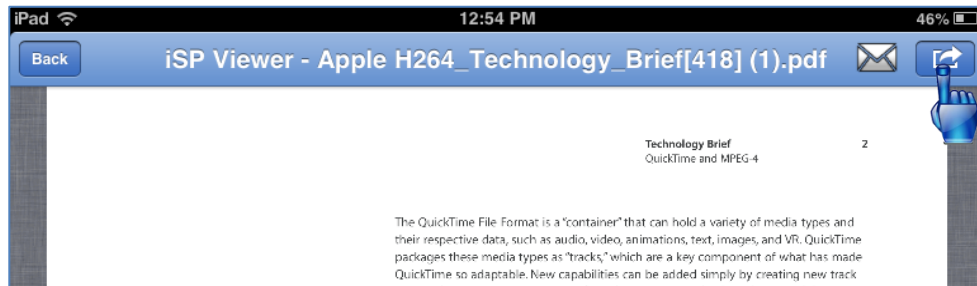 iPad 12:54 PM 46%
Back iSP Viewer - Apple H264_Technology_Brief[418] (1).pdf
Technology Brief 2
QuickTime and MPEG-4
The QuickTime File Format is a “container” that can hold a variety of media types and
their respective data, such as audio, video, animations, text, images, and VR. QuickTime
packages these media types as “tracks,” which are a key component of what has made
QuickTime so adaptable. New capabilities can be added simply by creating new track